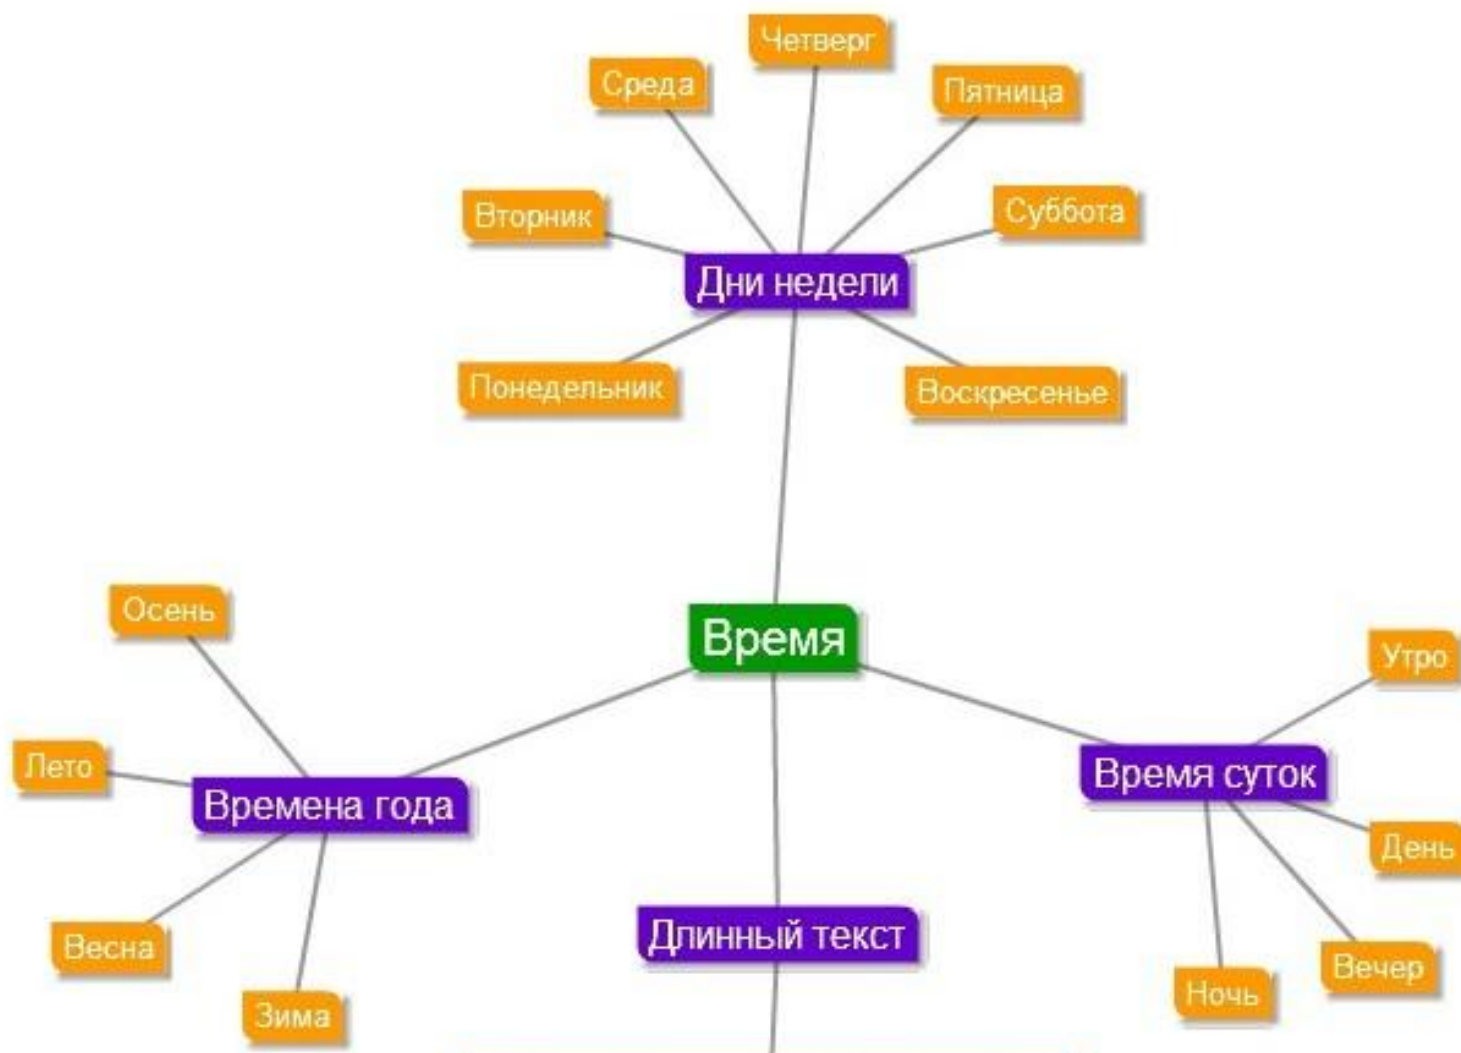 Четверг
Среда
Пятница
Вторник
Суббота
Дни недели
Понедельник
Воскресенье
Осень
Время
Утро
Лето
Времена года
Время суток
День
Весна
Длинный текст
Вечер
Ночь
Зима